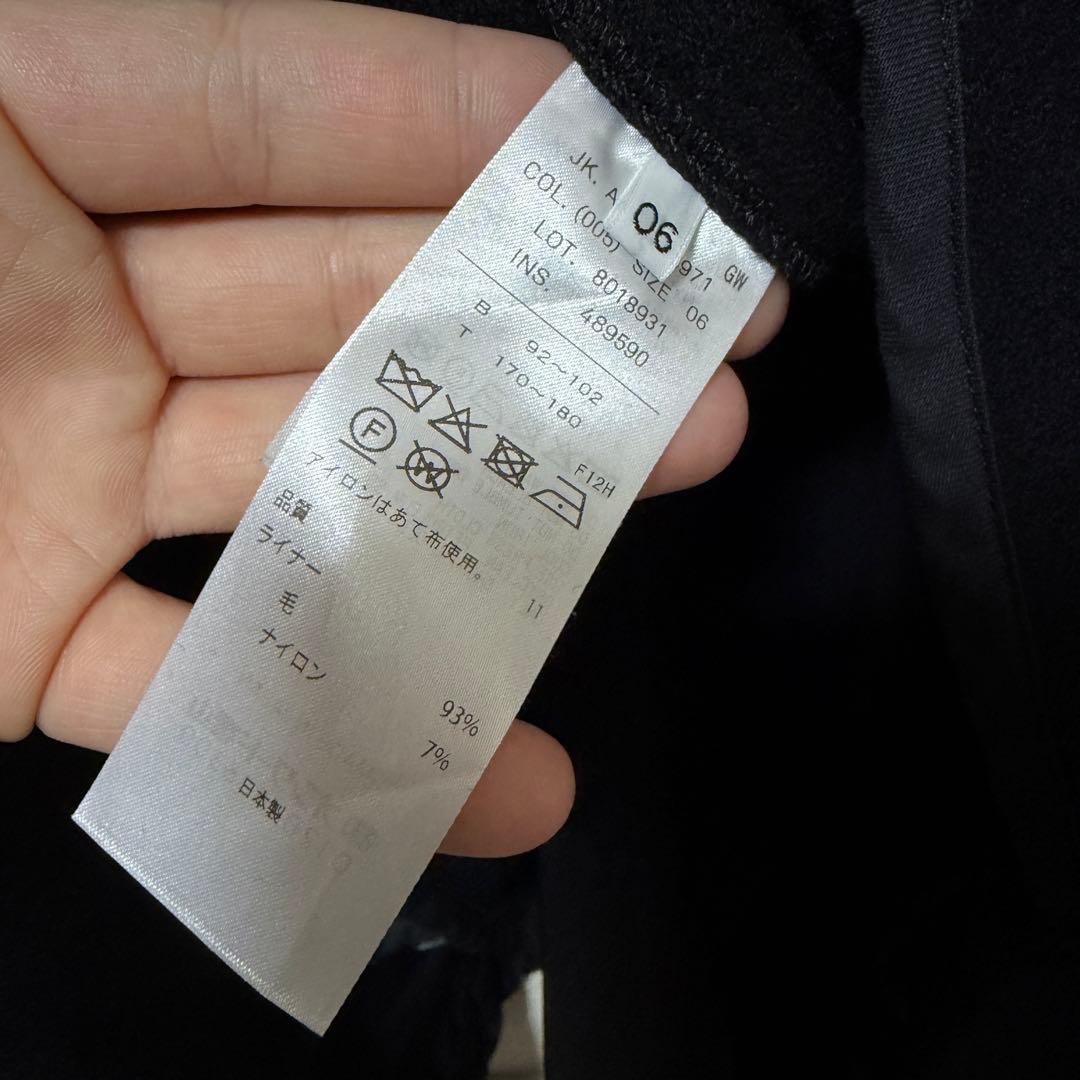 06
JK. A 971 GW
COL. (005) SIZE 06
LOT. 8018931
INS. 489590
B 92~102
T 170~180
F
W
F12H
アイロンはあて布使用。
11
品質
ライナー
毛 93%
ナイロン 7%
日本製